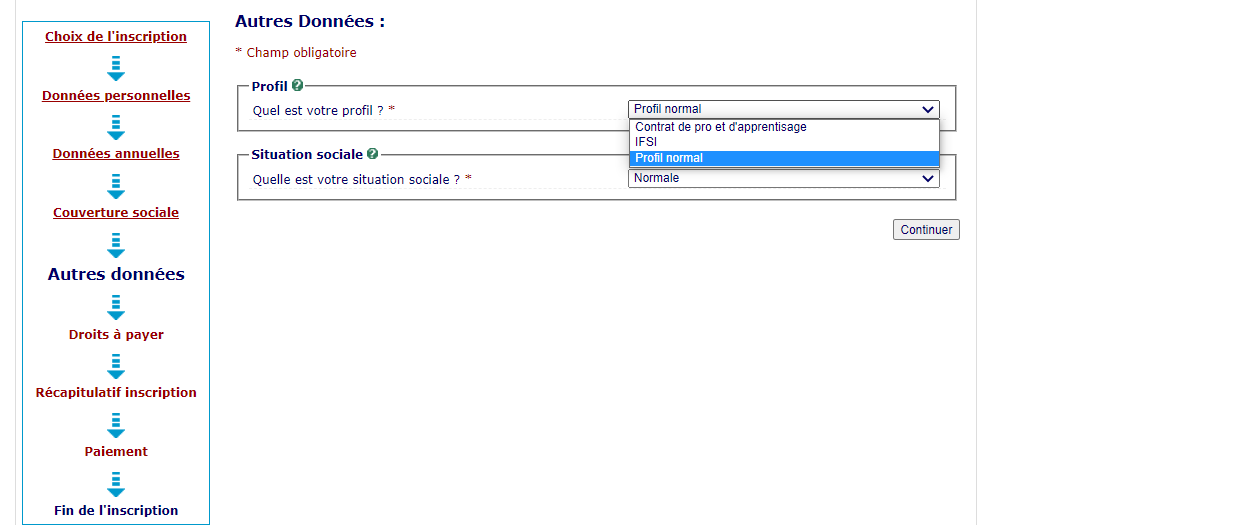 Choix de l'inscription
Données personnelles
Données annuelles
Couverture sociale
Autres données
Droits à payer
Récapitulatif inscription
Paiement
Fin de l'inscription
Autres Données :
* Champ obligatoire
Profil ?
Quel est votre profil ? *
Profil normal
Contrat de pro et d'apprentisage
IFSI
Profil normal
Situation sociale ?
Quelle est votre situation sociale ? *
Normale
Continuer